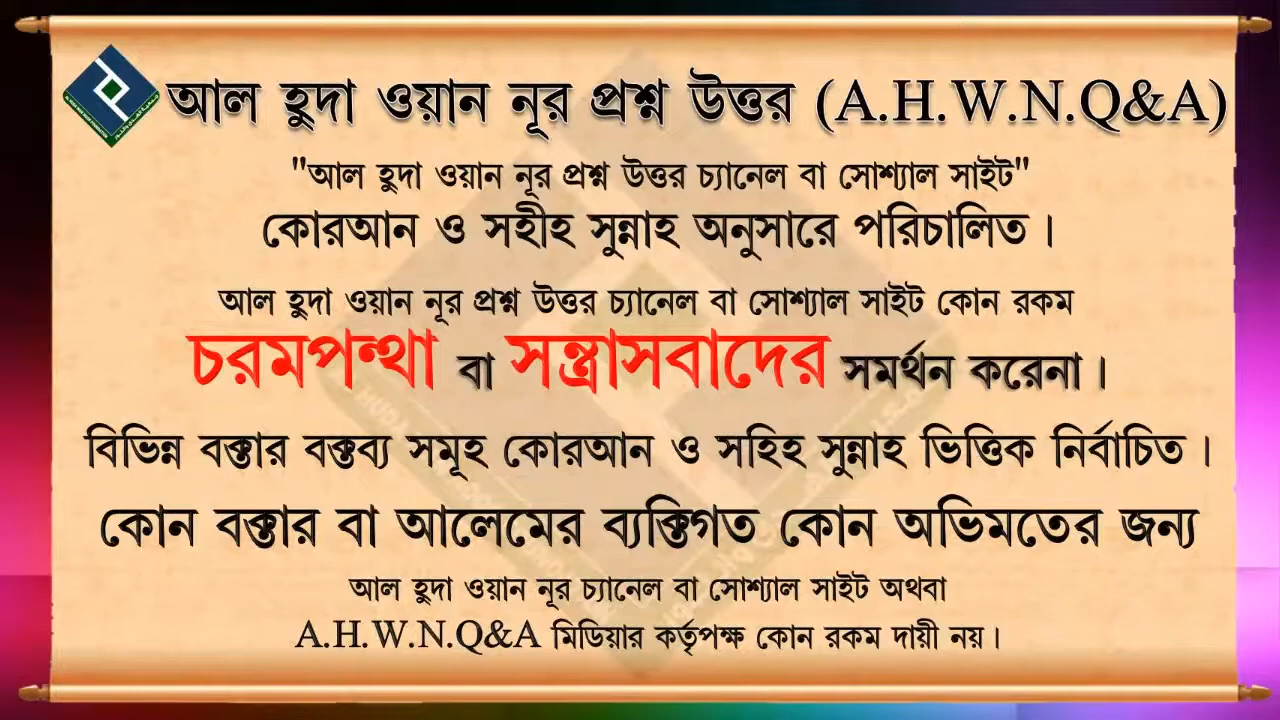 আল হুদা ওয়ান নূর প্রশ্ন উত্তর (A.H.W.N.Q&A)
"আল হুদা ওয়ান নূর প্রশ্ন উত্তর চ্যানেল বা সোশ্যাল সাইট"
কোরআন ও সহীহ সুন্নাহ অনুসারে পরিচালিত।
আল হুদা ওয়ান নূর প্রশ্ন উত্তর চ্যানেল বা সোশ্যাল সাইট কোন রকম
চরমপন্থা বা সন্ত্রাসবাদের সমর্থন করেনা।
বিভিন্ন বক্তার বক্তব্য সমূহ কোরআন ও সহিহ সুন্নাহ ভিত্তিক নির্বাচিত।
কোন বক্তার বা আলেমের ব্যক্তিগত কোন অভিমতের জন্য
আল হুদা ওয়ান নূর চ্যানেল বা সোশ্যাল সাইট অথবা
A.H.W.N.Q&A মিডিয়ার কর্তৃপক্ষ কোন রকম দায়ী নয়।